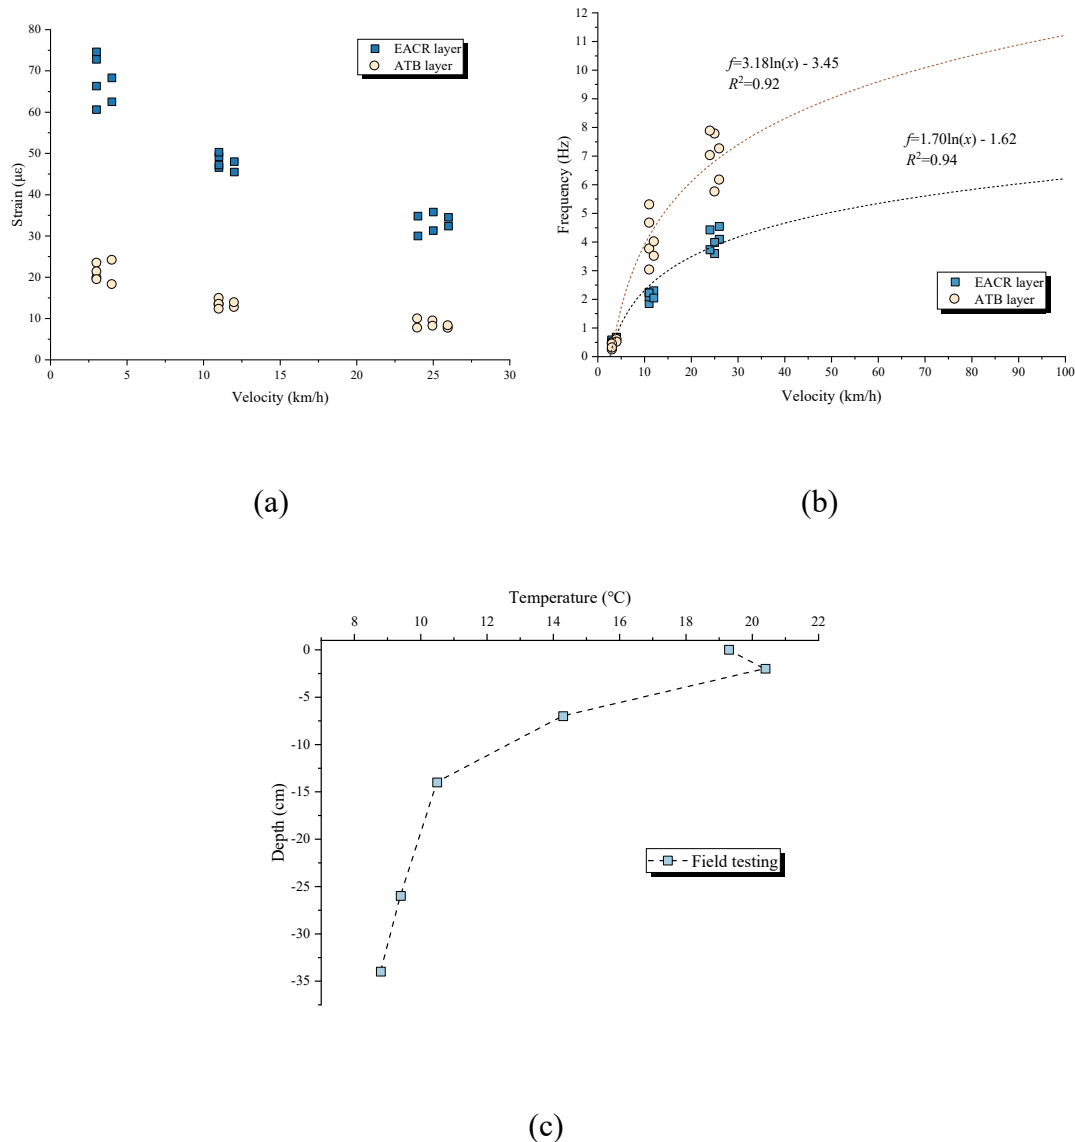 80
70
60
50
40
30
20
10
0
Strain (με)
0 5 10 15 20 25 30
Velocity (km/h)
EACR layer
ATB layer
(a)
12
11
10
9
8
7
6
5
4
3
2
1
0
Frequency (Hz)
0 10 20 30 40 50 60 70 80 90 100
Velocity (km/h)
f=3.18ln(x) - 3.45
R²=0.92
f=1.70ln(x) - 1.62
R²=0.94
EACR layer
ATB layer
(b)
Temperature (℃)
8 10 12 14 16 18 20 22
0
-5
-10
-15
-20
-25
-30
-35
Depth (cm)
Field testing
(c)